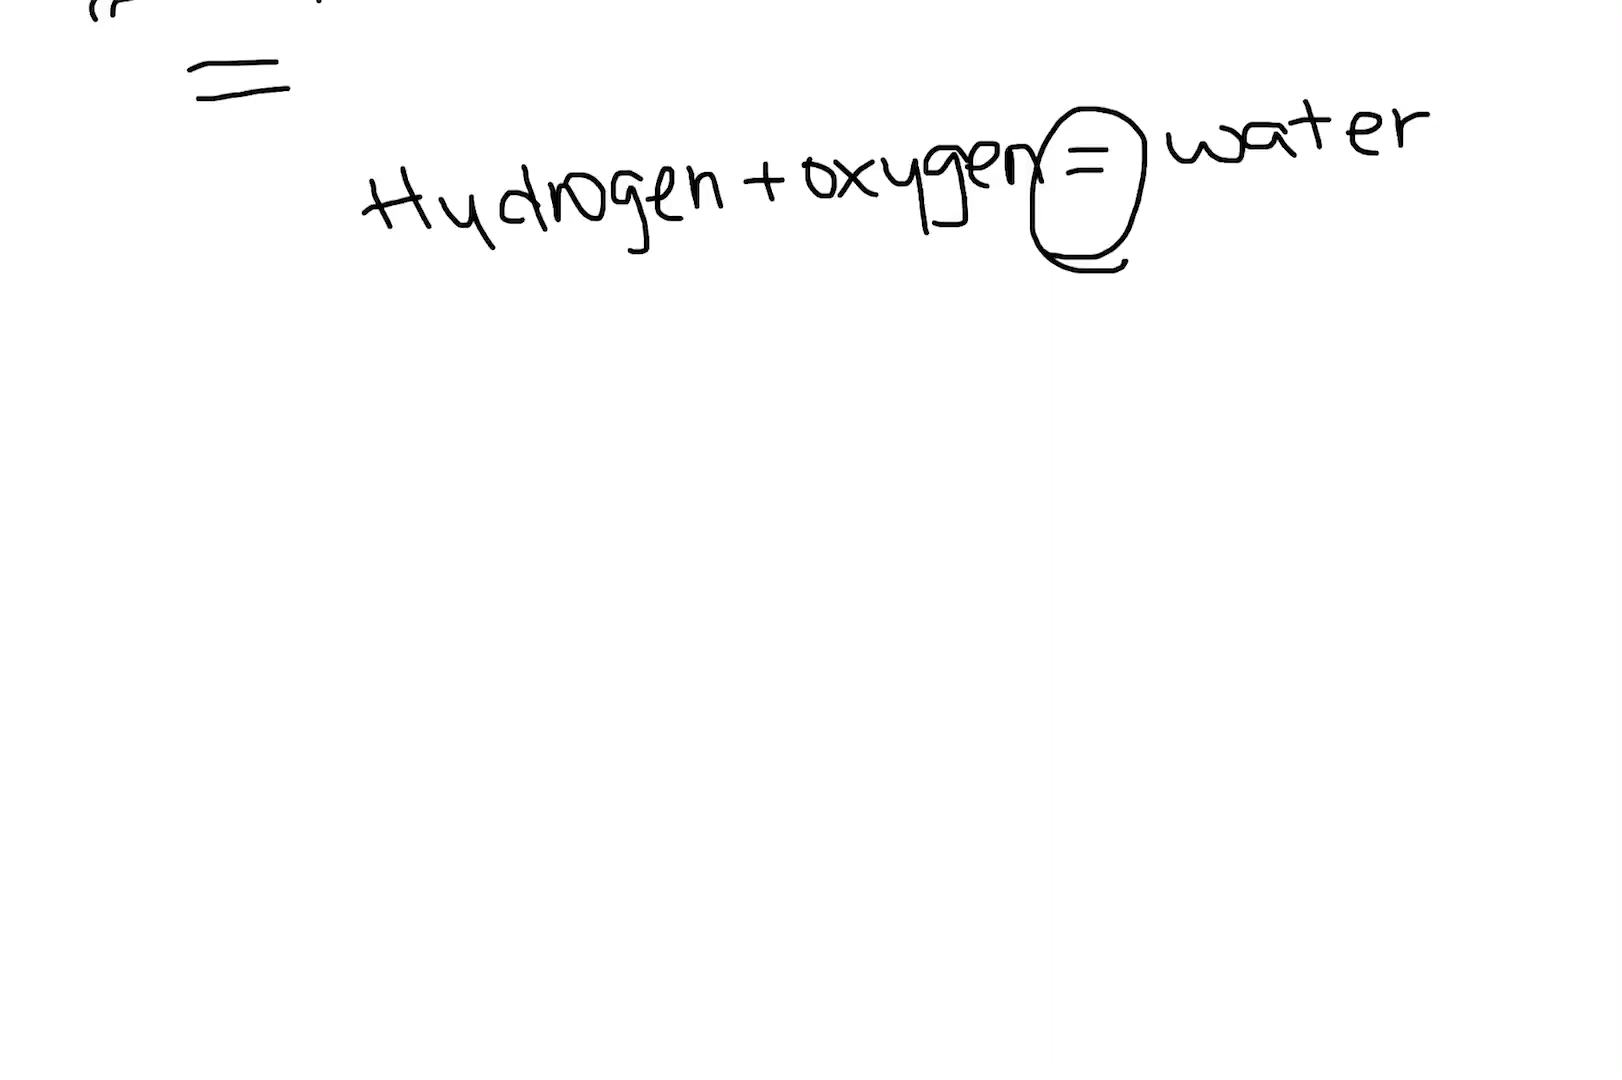 =
Hydrogen + oxygen = water